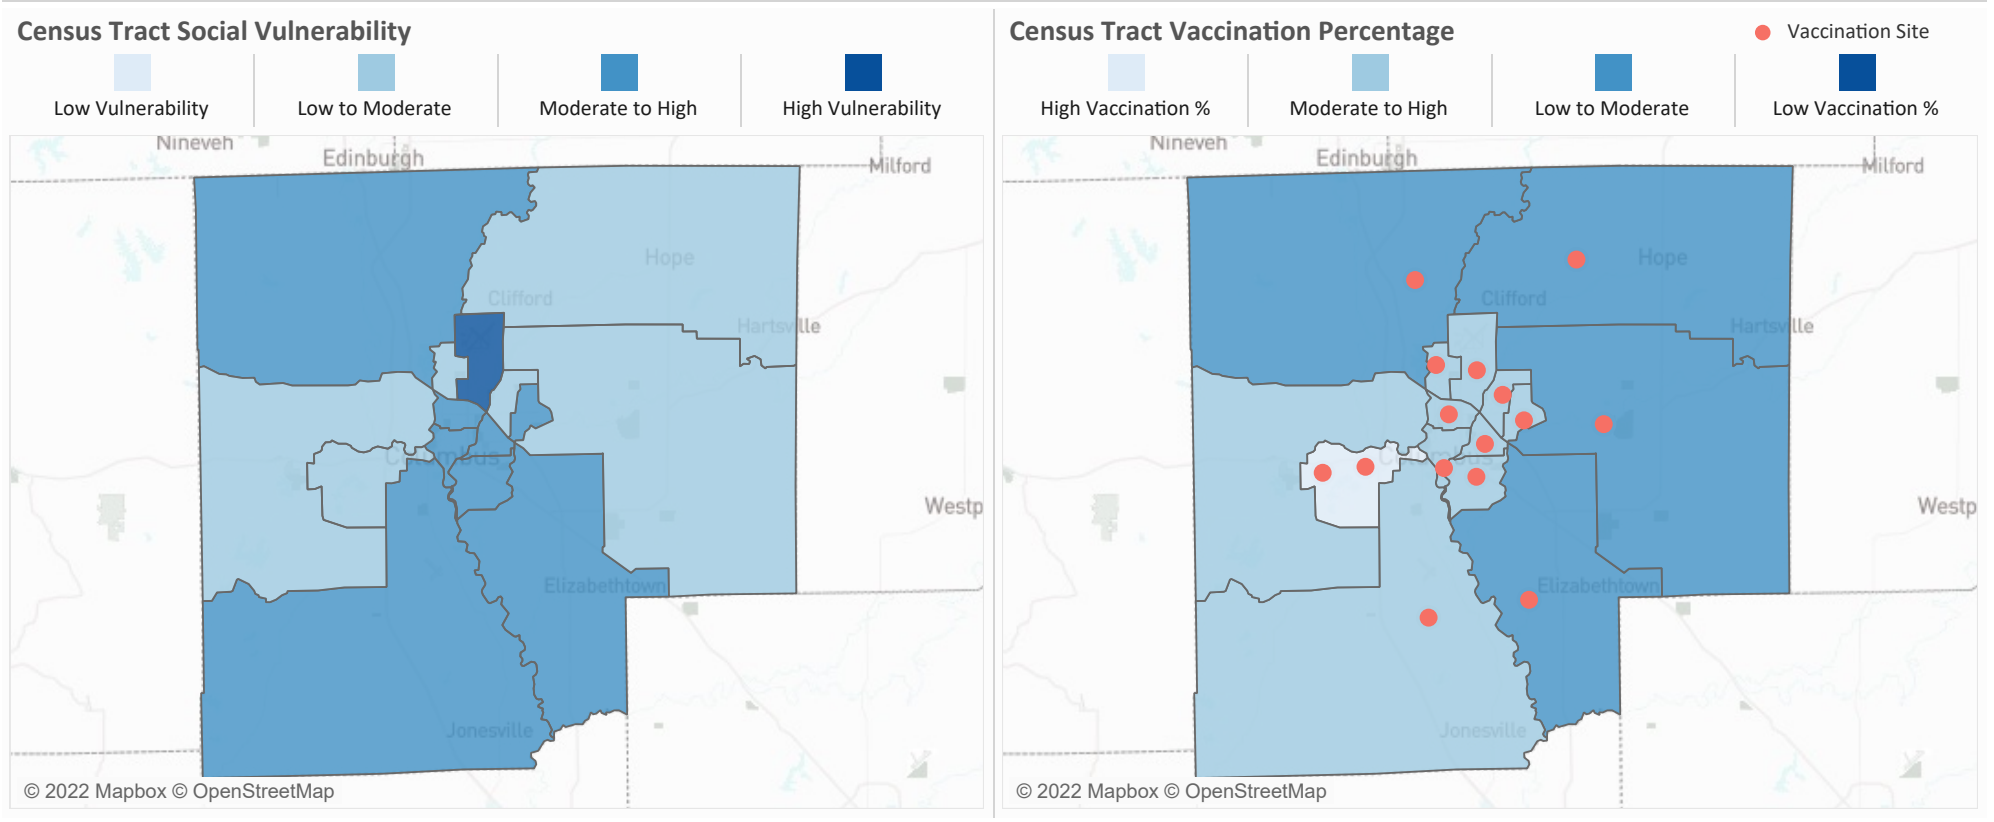 Census Tract Social Vulnerability
Low Vulnerability
Low to Moderate
Moderate to High
High Vulnerability
Nineveh
Edinburgh
Milford
Hope
Clifford
Hartsville
Columbus
Westp
Elizabethtown
Jonesville
© 2022 Mapbox © OpenStreetMap
Census Tract Vaccination Percentage
Vaccination Site
High Vaccination %
Moderate to High
Low to Moderate
Low Vaccination %
Nineveh
Edinburgh
Milford
Hope
Clifford
Hartsville
Columbus
Westp
Elizabethtown
Jonesville
© 2022 Mapbox © OpenStreetMap